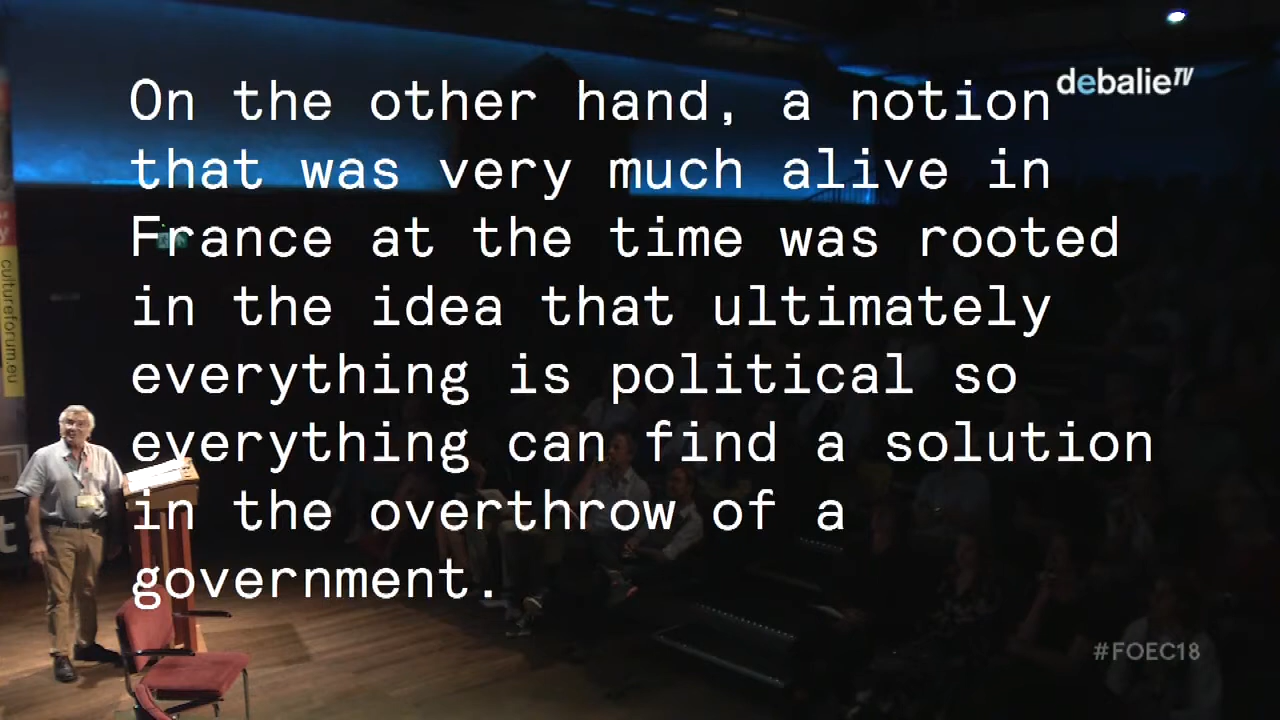 debalieTV
On the other hand, a notion
that was very much alive in
France at the time was rooted
in the idea that ultimately
everything is political so
everything can find a solution
in the overthrow of a
government.
cultureforum.eu
#FOEC18